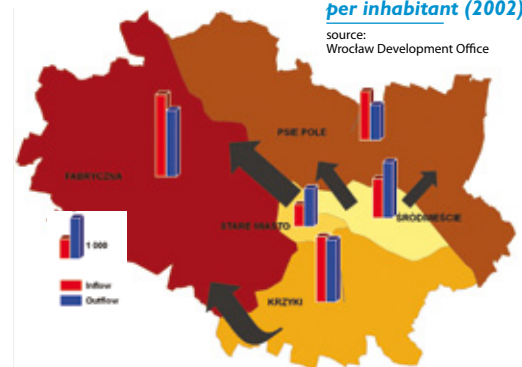 per inhabitant (2002)
source:
Wrocław Development Office
PSIE POLE
FABRYCZNA
STARE MIASTO
ŚRÓDMIEŚCIE
1 000
Inflow
Outflow
KRZYKI